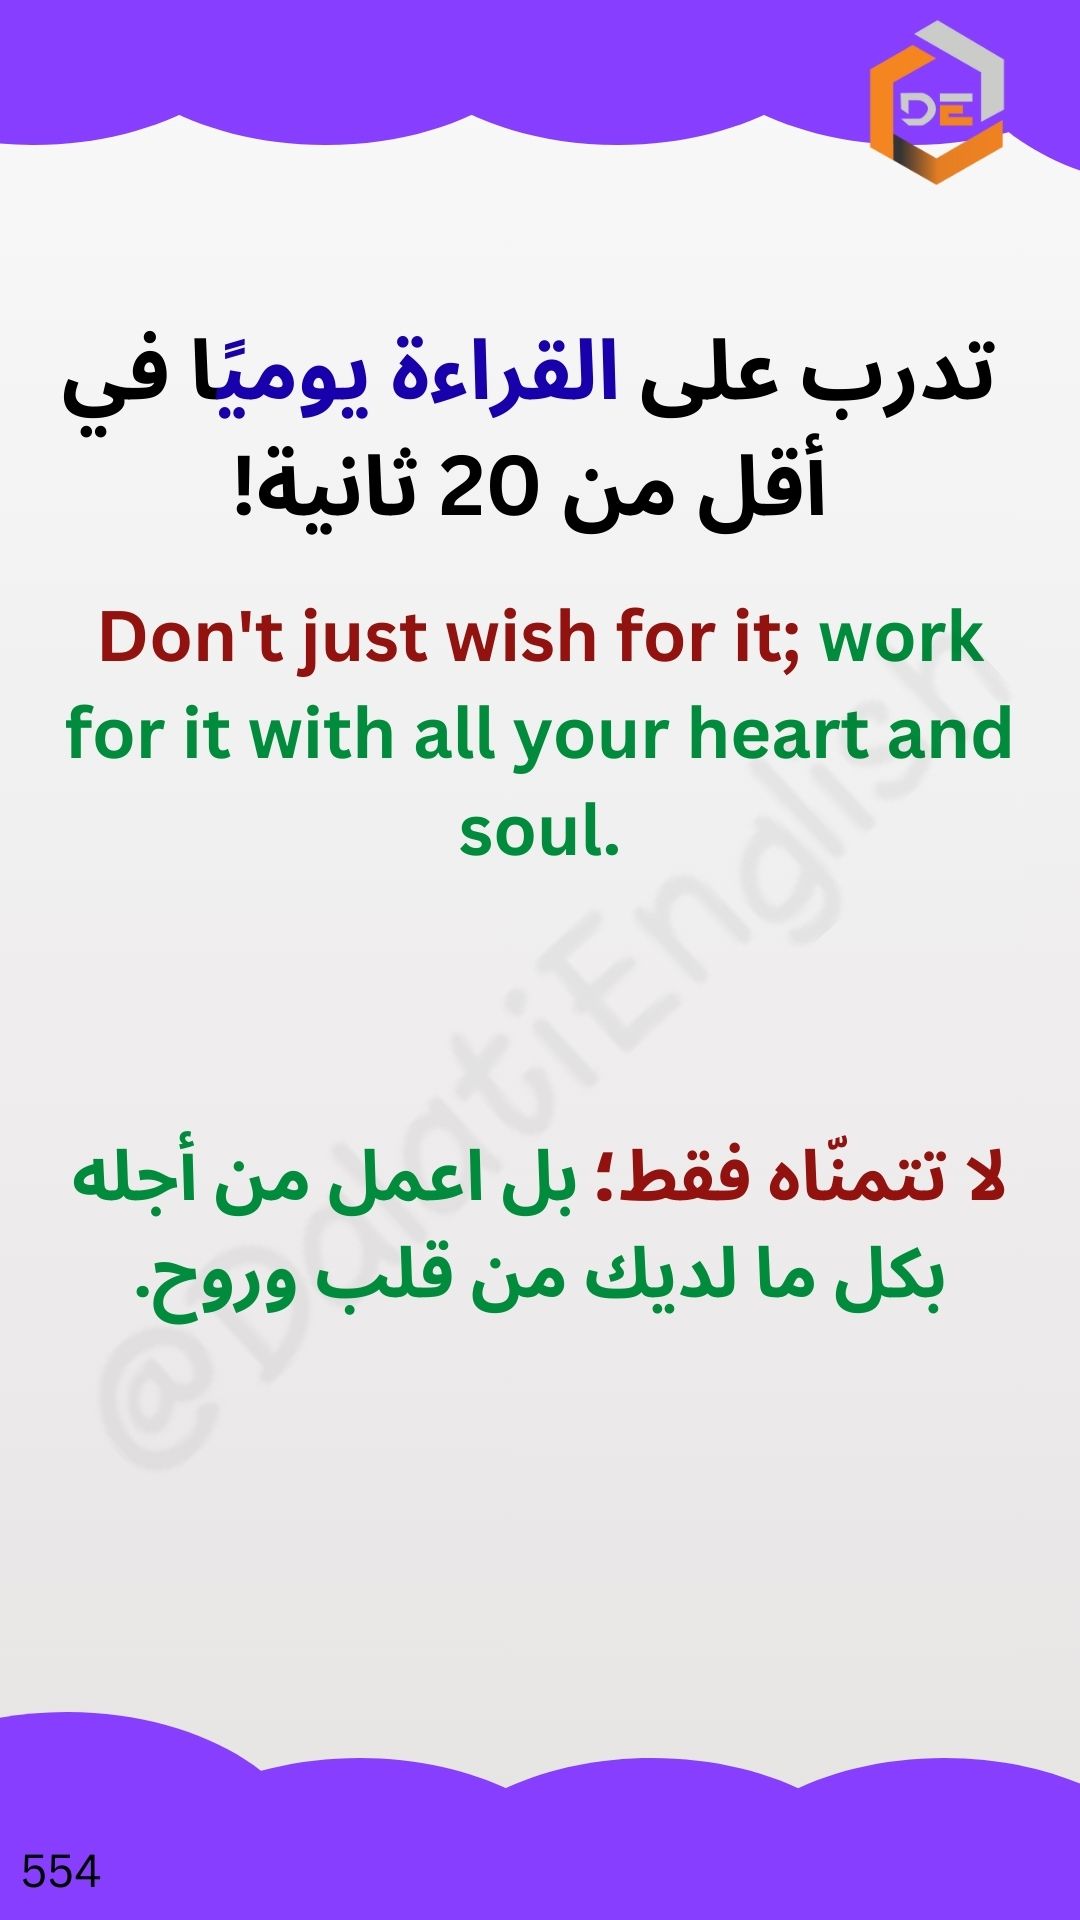 DE
تدرب على القراءة يوميًا في
أقل من 20 ثانية!
Don't just wish for it; work
for it with all your heart and
soul.
@DalatiEnglish
لا تتمنّاه فقط؛ بل اعمل من أجله
بكل ما لديك من قلب وروح.
554